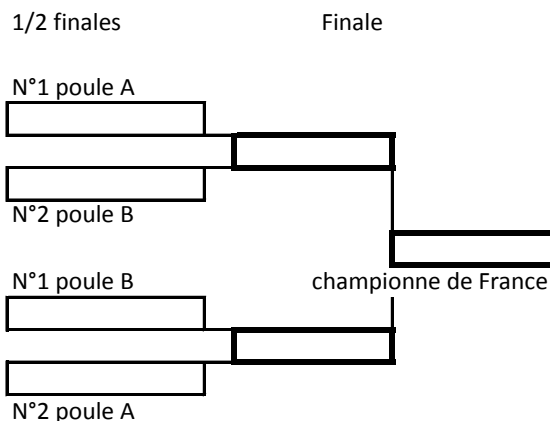 1/2 finales Finale
N°1 poule A
N°2 poule B
N°1 poule B championne de France
N°2 poule A